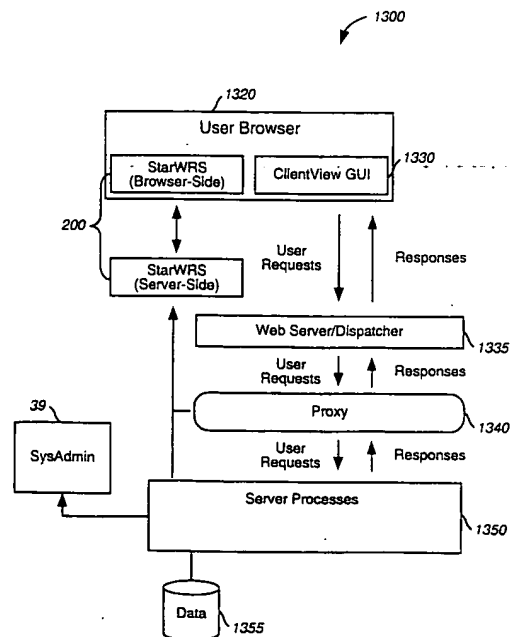 1300
1320
User Browser
StarWRS
(Browser-Side)
ClientView GUI
1330
200
StarWRS
(Server-Side)
User
Requests
Responses
Web Server/Dispatcher
1335
User
Requests
Responses
Proxy
1340
39
SysAdmin
User
Requests
Responses
Server Processes
1350
Data
1355